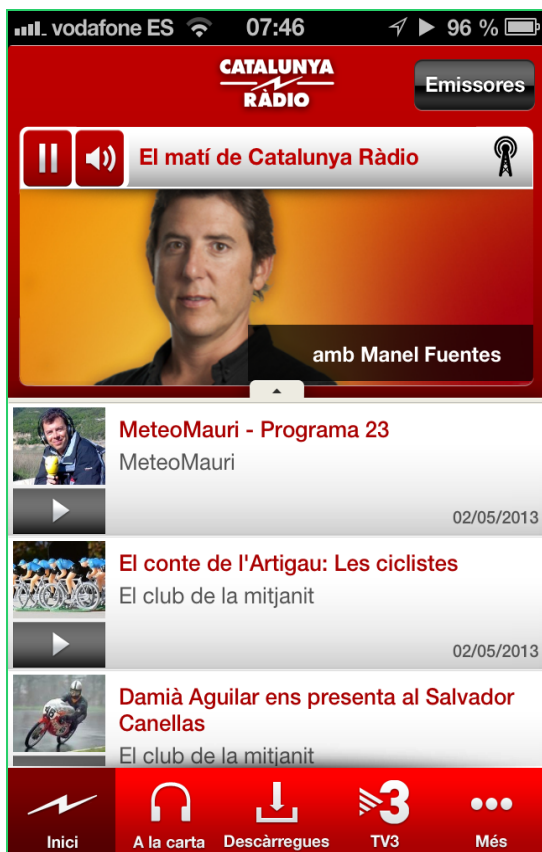 vodafone ES 07:46 96 %
CATALUNYA
RÀDIO
Emissores
El matí de Catalunya Ràdio
amb Manel Fuentes
MeteoMauri - Programa 23
MeteoMauri
02/05/2013
El conte de l'Artigau: Les ciclistes
El club de la mitjanit
02/05/2013
Damià Aguilar ens presenta al Salvador
Canellas
El club de la mitjanit
Inici A la carta Descàrregues 3 TV3 Més